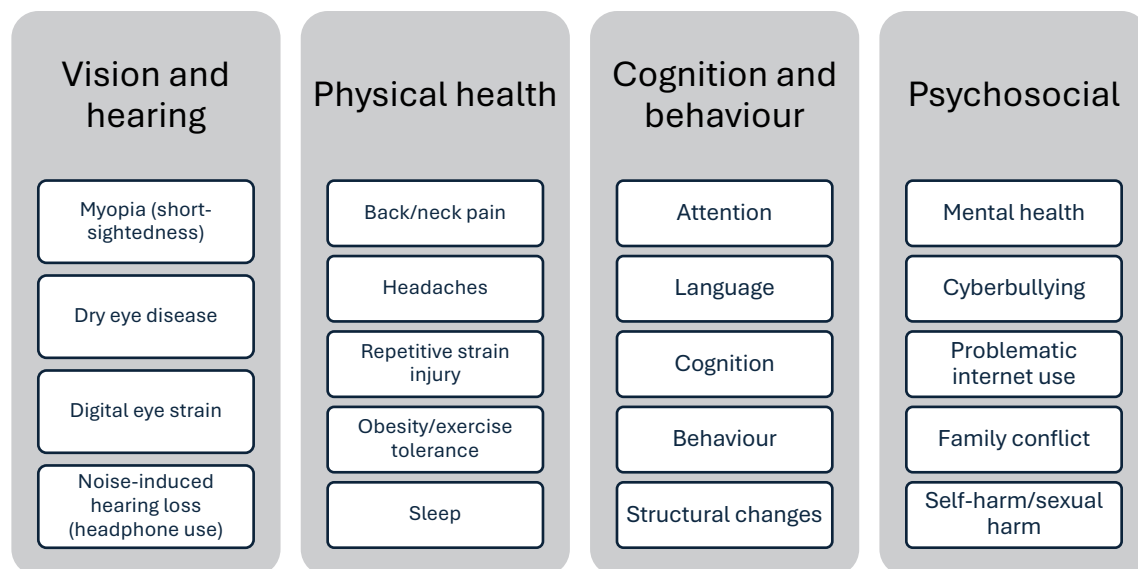 Vision and
hearing
Myopia (short-
sightedness)
Dry eye disease
Digital eye strain
Noise-induced
hearing loss
(headphone use)
Physical health
Back/neck pain
Headaches
Repetitive strain
injury
Obesity/exercise
tolerance
Sleep
Cognition and
behaviour
Attention
Language
Cognition
Behaviour
Structural changes
Psychosocial
Mental health
Cyberbullying
Problematic
internet use
Family conflict
Self-harm/sexual
harm